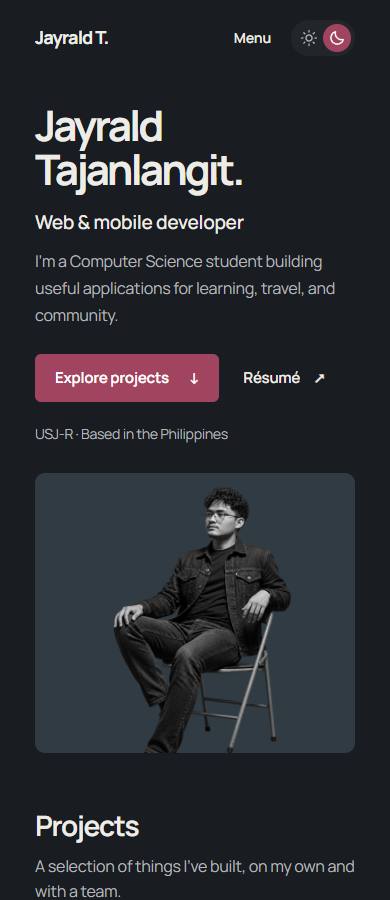 Jayrald T.
Menu
Jayrald
Tajanlangit.
Web & mobile developer
I'm a Computer Science student building
useful applications for learning, travel, and
community.
Explore projects ↓
Résumé ↗
USJ-R · Based in the Philippines
Projects
A selection of things I've built, on my own and
with a team.